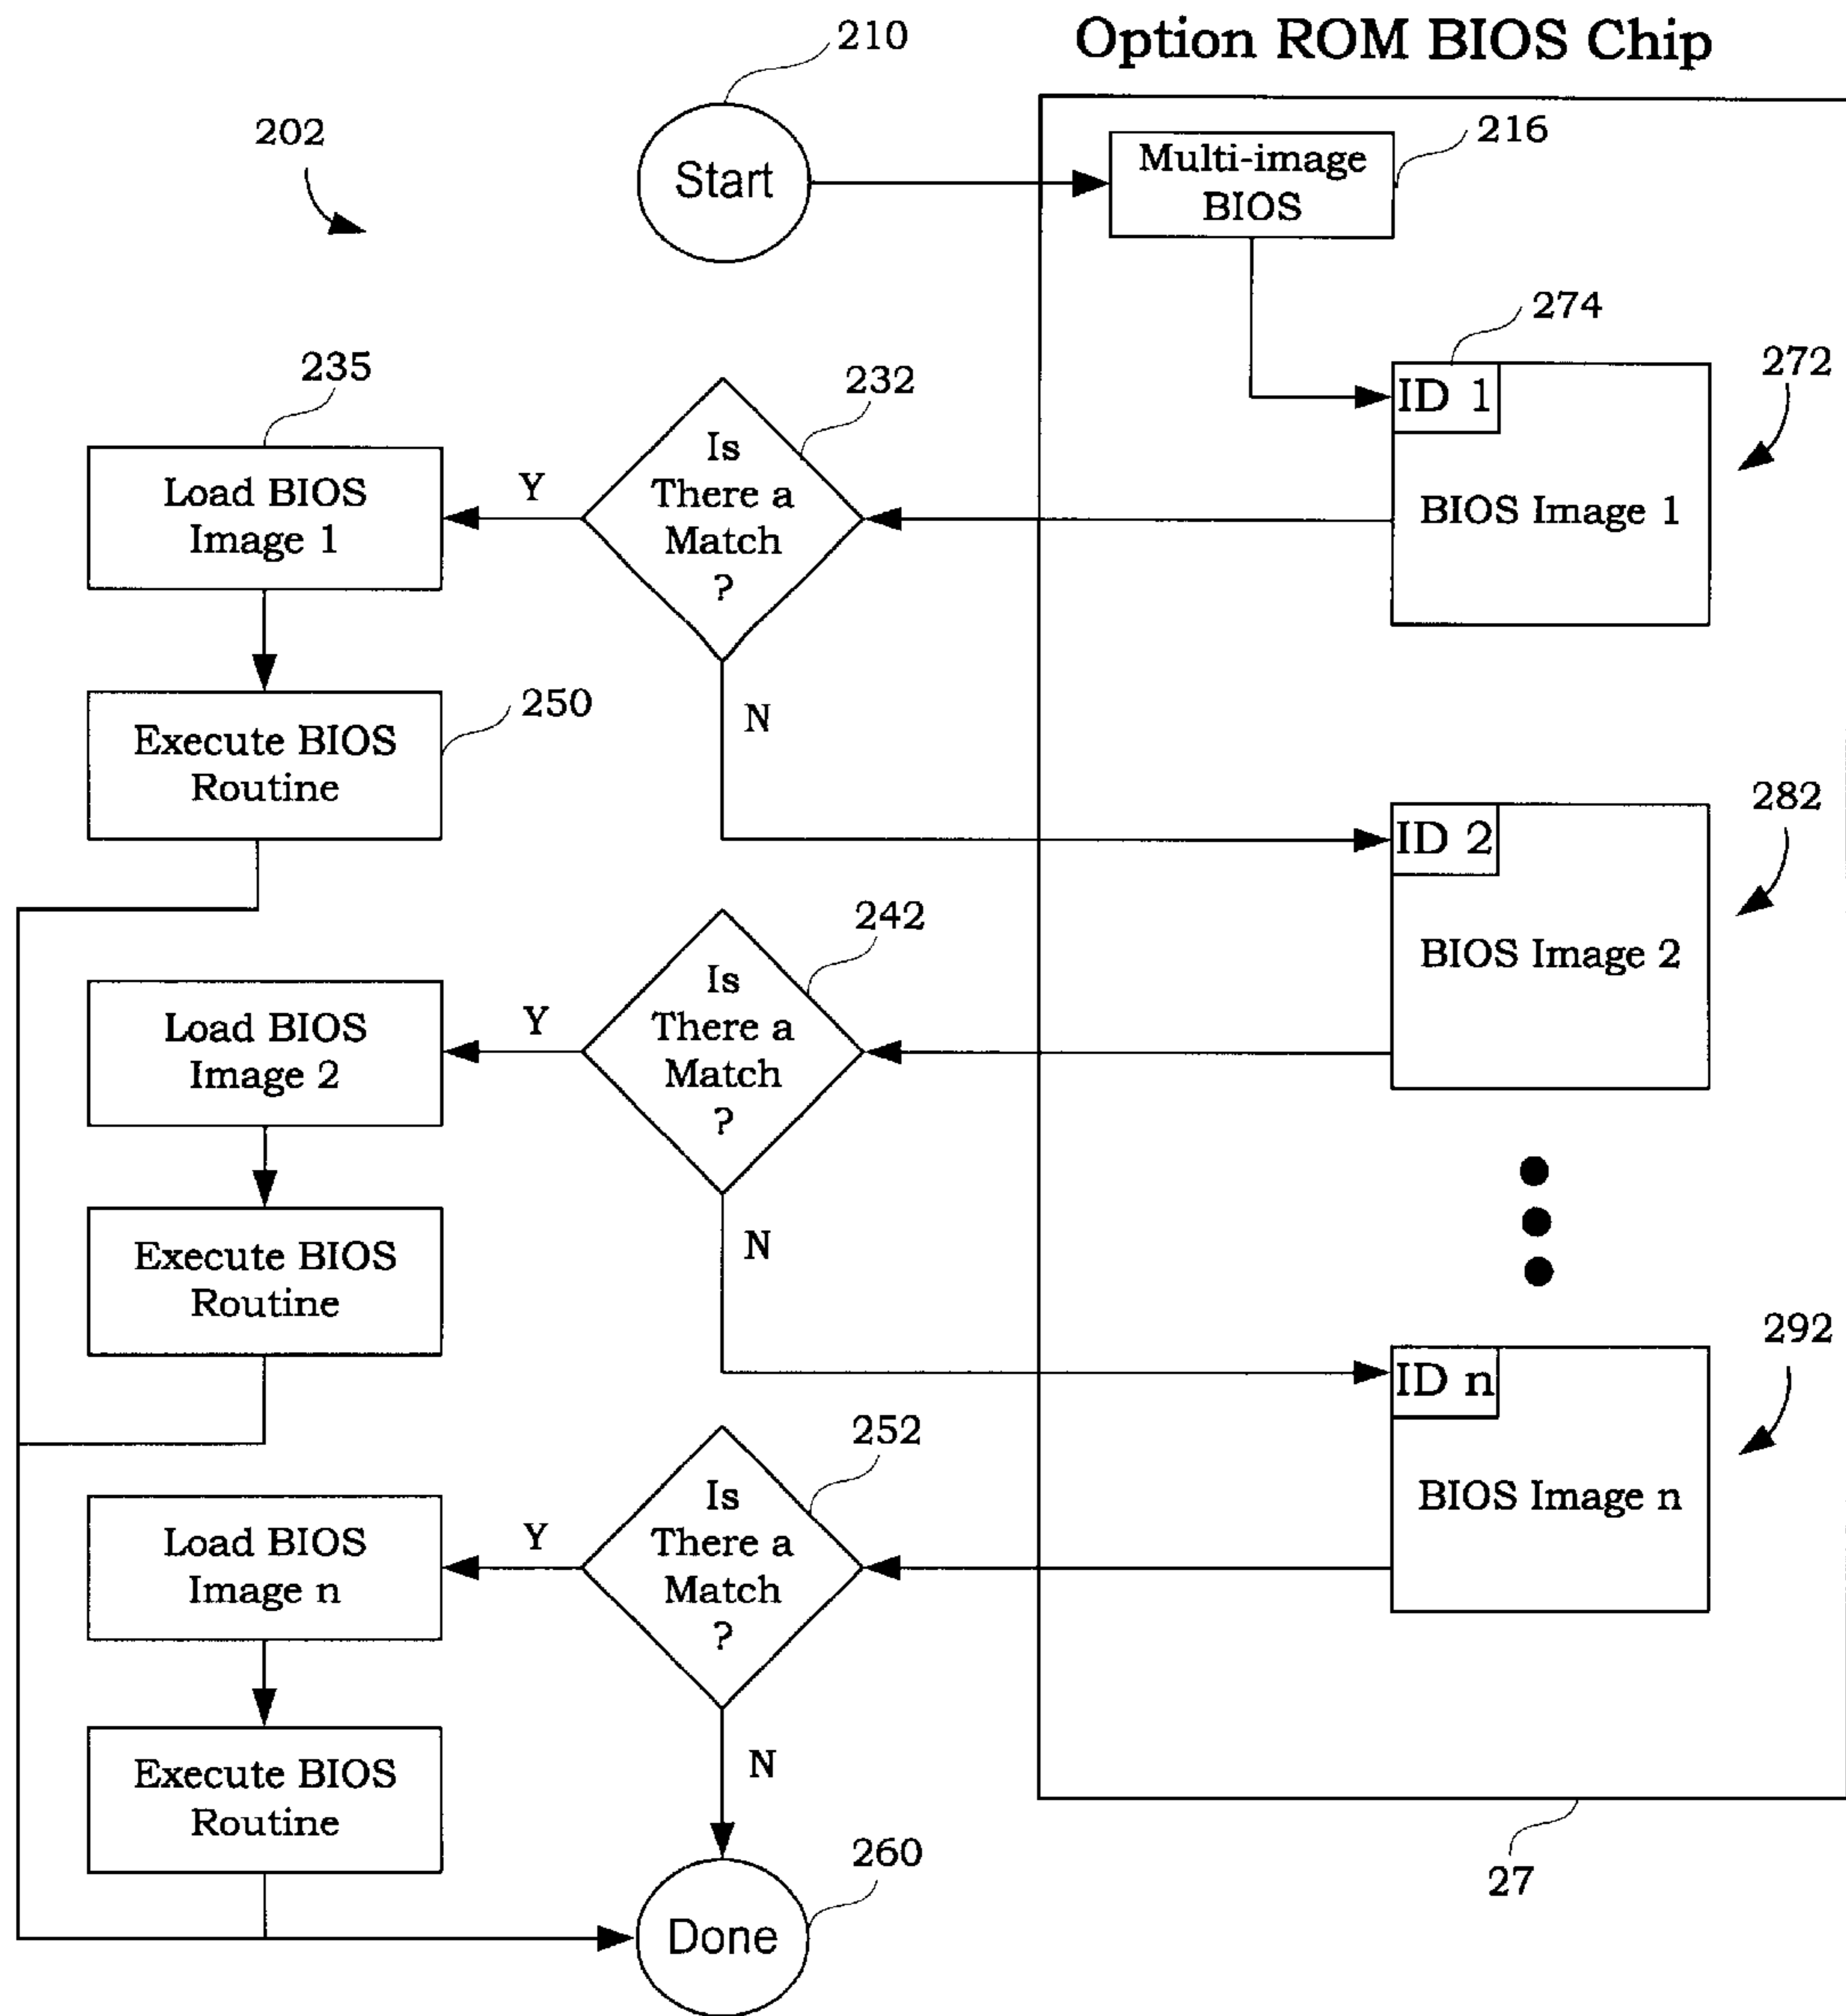 Option ROM BIOS Chip
210
202
Start
Multi-image
BIOS
216
274
ID 1
272
BIOS Image 1
235
232
Load BIOS
Image 1
Y
Is
There a
Match
?
N
Execute BIOS
Routine
250
282
ID 2
BIOS Image 2
242
Load BIOS
Image 2
Y
Is
There a
Match
?
N
Execute BIOS
Routine
292
ID n
BIOS Image n
252
Load BIOS
Image n
Y
Is
There a
Match
?
N
Execute BIOS
Routine
27
260
Done